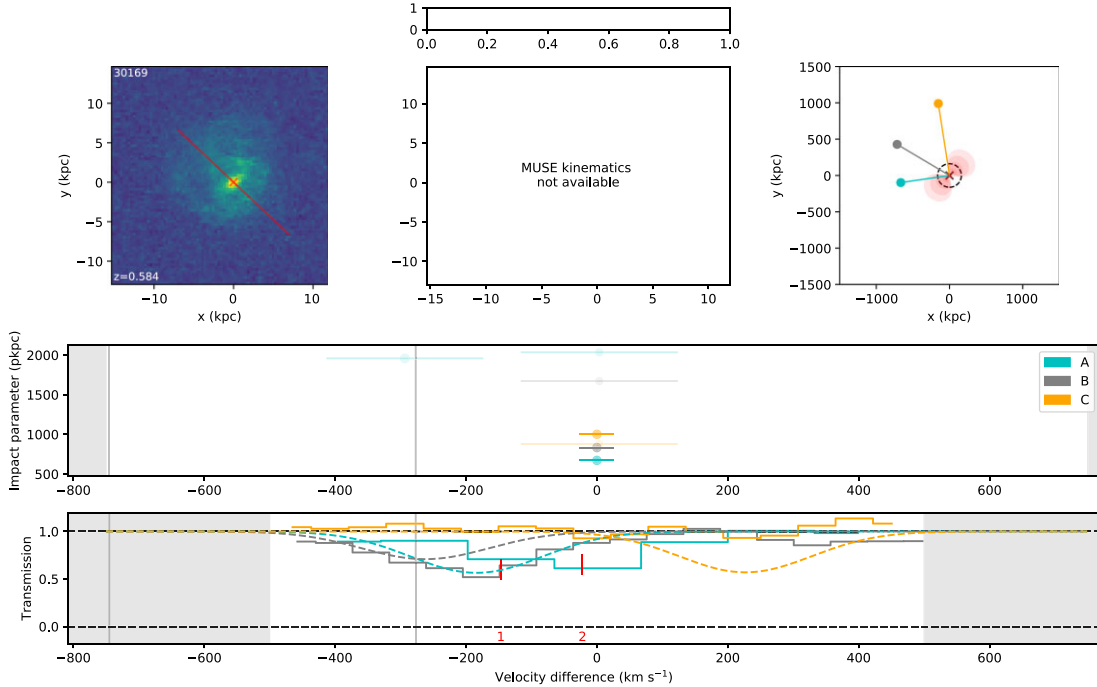 1
0
0.0 0.2 0.4 0.6 0.8 1.0
30169
z=0.584
10
5
0
−5
−10
y (kpc)
−10 0 10
x (kpc)
MUSE kinematics
not available
10
5
0
−5
−10
−15 −10 −5 0 5 10
1500
1000
500
0
−500
−1000
−1500
y (kpc)
−1000 0 1000
x (kpc)
Impact parameter (pkpc)
2000
1500
1000
500
A
B
C
−800 −600 −400 −200 0 200 400 600
Transmission
1.0
0.5
0.0
1 2
−800 −600 −400 −200 0 200 400 600
Velocity difference (km s⁻¹)